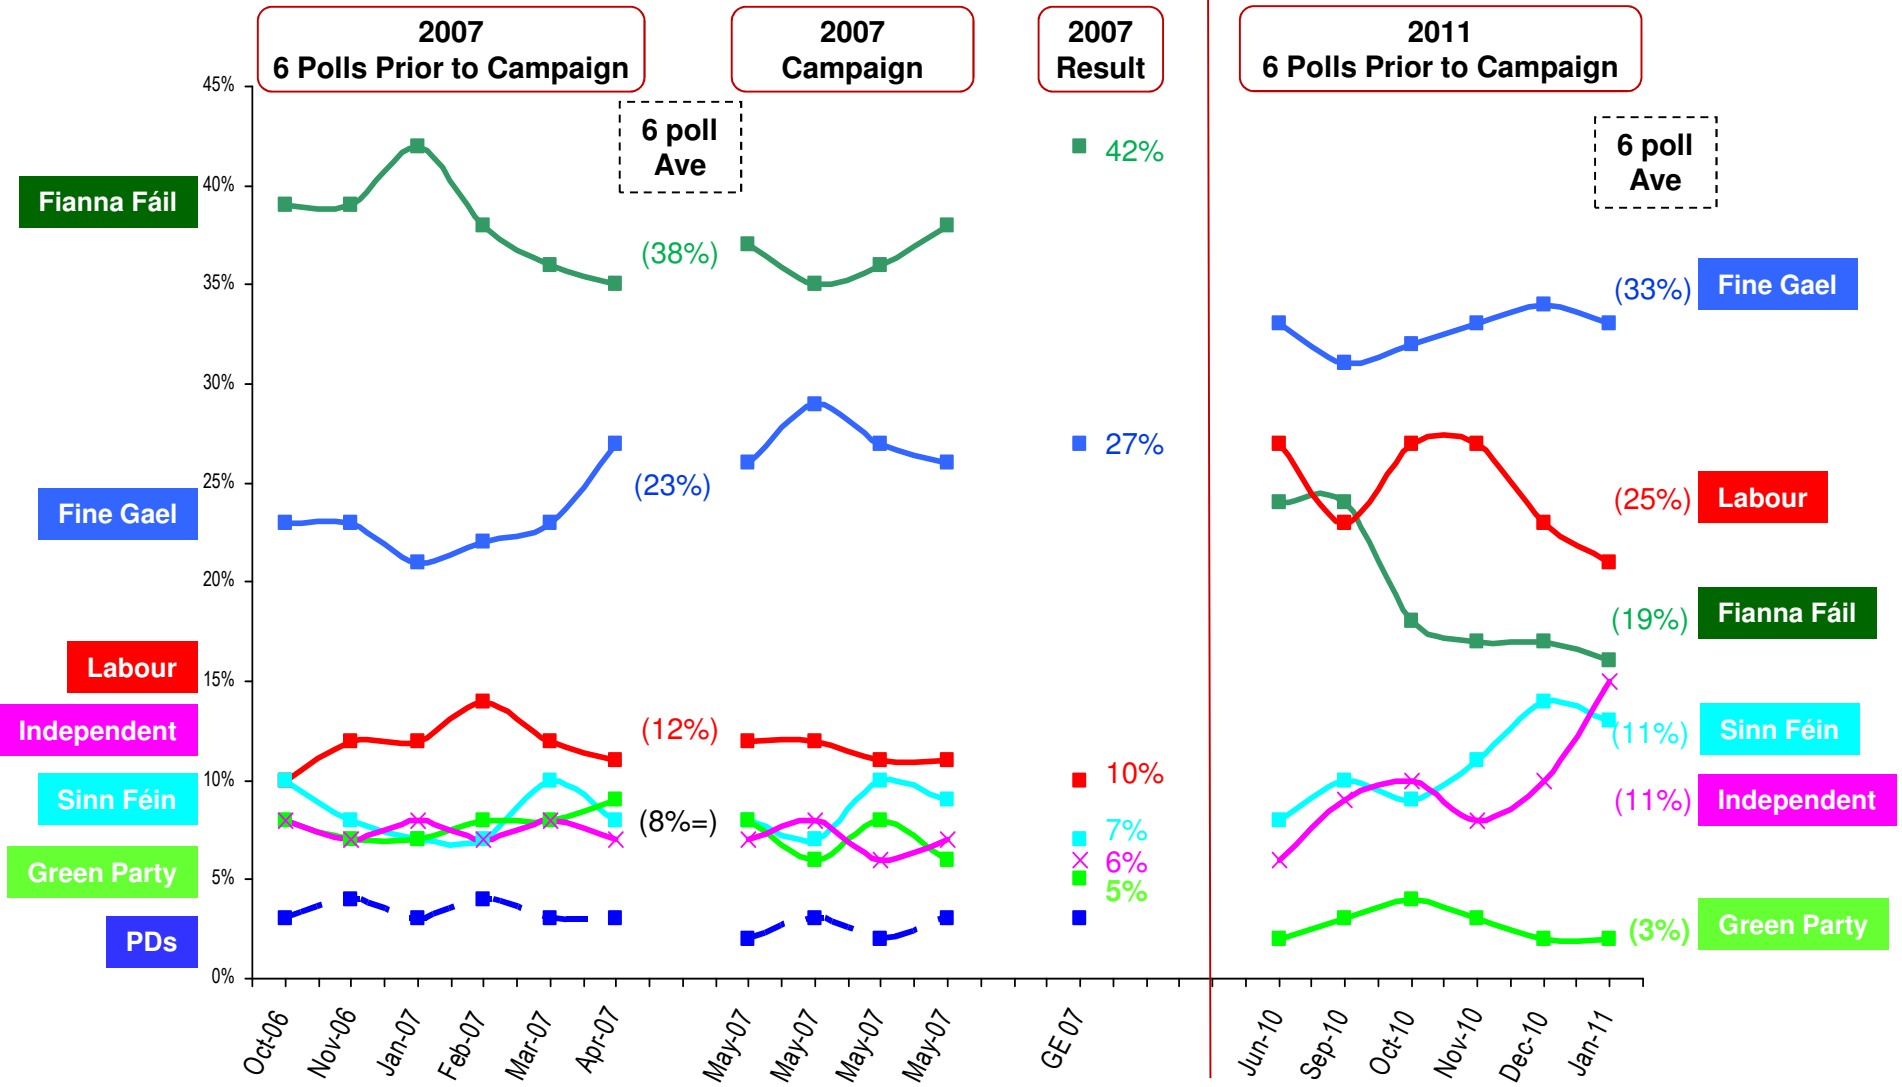 2007
6 Polls Prior to Campaign
2007
Campaign
2007
Result
2011
6 Polls Prior to Campaign
45%
40%
35%
30%
25%
20%
15%
10%
5%
0%
Fianna Fáil
Fine Gael
Labour
Independent
Sinn Féin
Green Party
PDs
6 poll
Ave
(38%)
(23%)
(12%)
(8%=)
42%
27%
10%
7%
6%
5%
6 poll
Ave
(33%)
Fine Gael
(25%)
Labour
(19%)
Fianna Fáil
(11%)
Sinn Féin
(11%)
Independent
(3%)
Green Party
Oct-06
Nov-06
Jan-07
Feb-07
Mar-07
Apr-07
May-07
May-07
May-07
May-07
GE 07
Jun-10
Sep-10
Oct-10
Nov-10
Dec-10
Jan-11